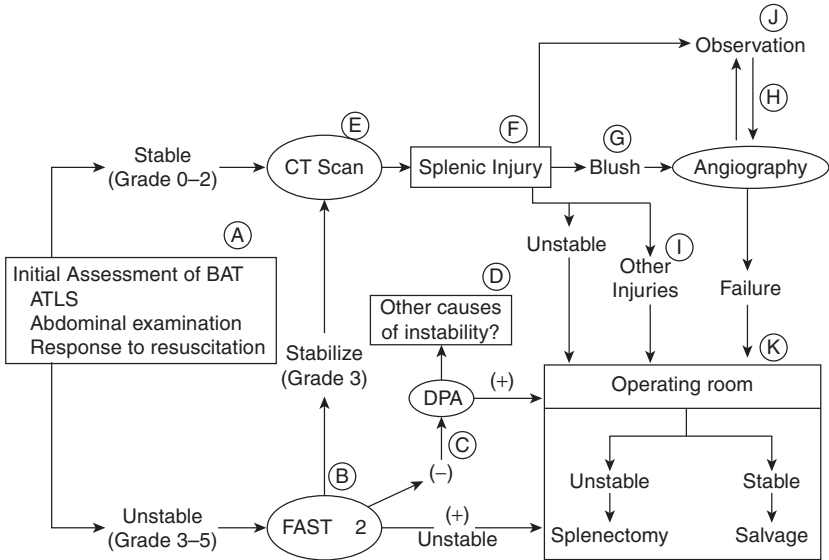 J
Observation
H
E
F
G
Stable
(Grade 0–2)
CT Scan
Splenic Injury
Blush
Angiography
A
Initial Assessment of BAT
ATLS
Abdominal examination
Response to resuscitation
Unstable
I
Other
Injuries
Failure
D
Other causes
of instability?
Stabilize
(Grade 3)
K
DPA
(+)
Operating room
C
(–)
B
Unstable
Stable
Splenectomy
Salvage
Unstable
(Grade 3–5)
FAST 2
(+)
Unstable